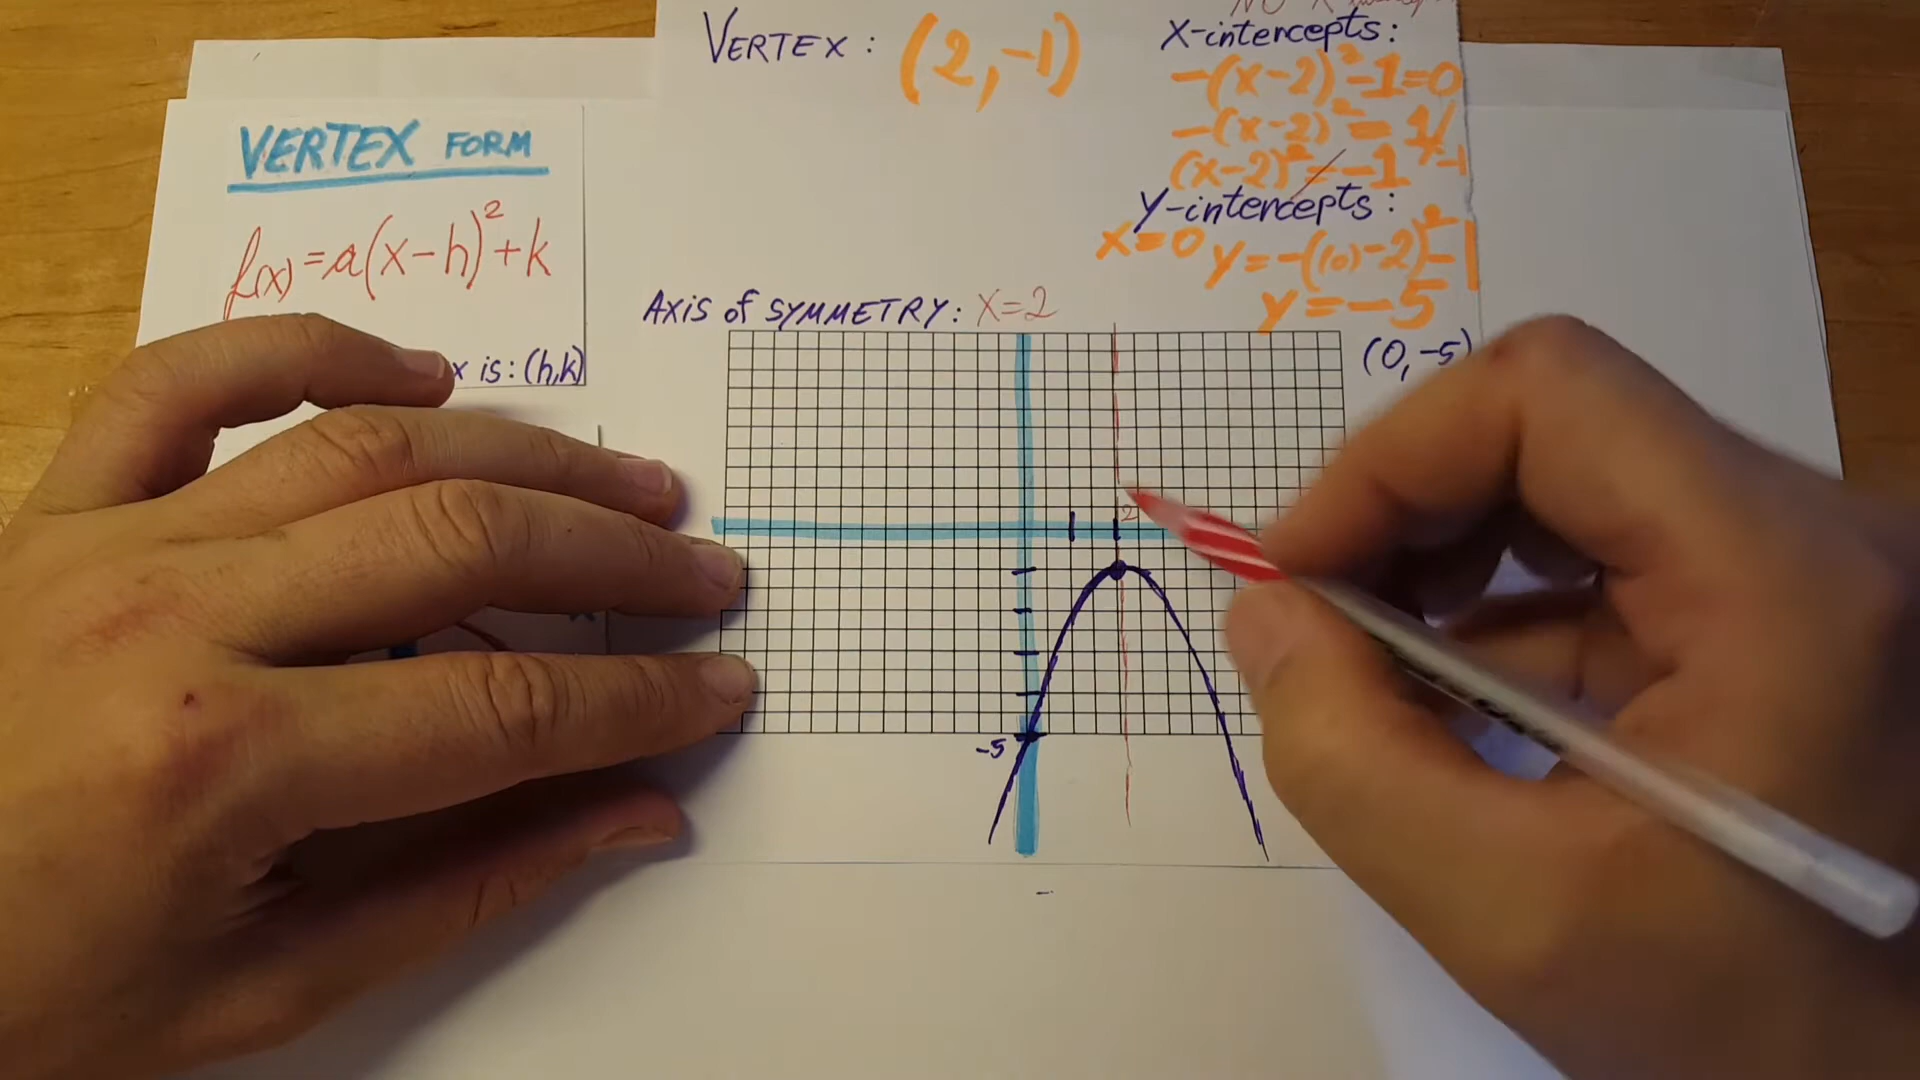 NO X
VERTEX : (2,-1)
X-intercepts:
-(x-2)²-1=0
-(x-2)²=1/
(x-2)²=-1
Y-intercepts:
x=0 y=-((0)-2)²-1
y=-5
(0,-5)
VERTEX FORM
f(x)=a(x-h)²+k
x is: (h,k)
AXIS OF SYMMETRY: X=2
2
-5